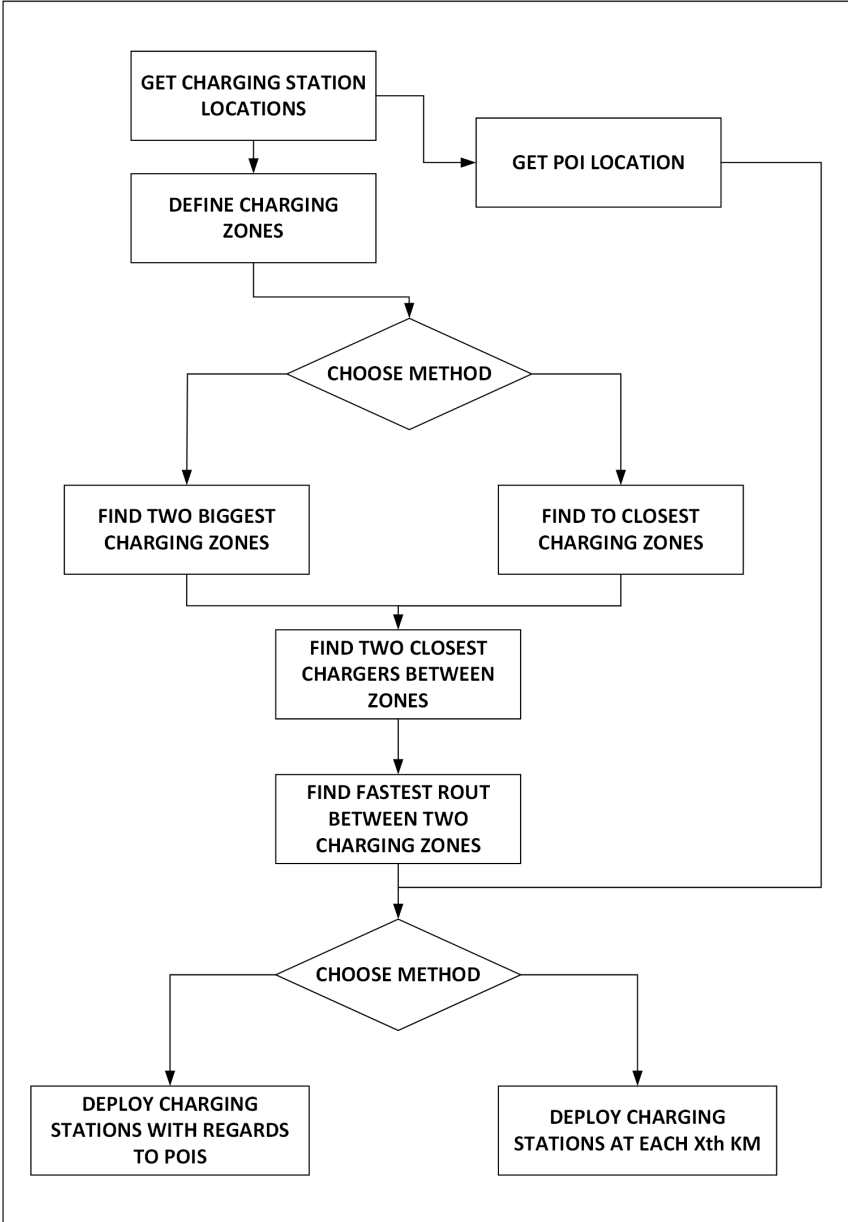 GET CHARGING STATION
LOCATIONS
GET POI LOCATION
DEFINE CHARGING
ZONES
CHOOSE METHOD
FIND TWO BIGGEST
CHARGING ZONES
FIND TO CLOSEST
CHARGING ZONES
FIND TWO CLOSEST
CHARGERS BETWEEN
ZONES
FIND FASTEST ROUT
BETWEEN TWO
CHARGING ZONES
CHOOSE METHOD
DEPLOY CHARGING
STATIONS WITH REGARDS
TO POIS
DEPLOY CHARGING
STATIONS AT EACH Xth KM